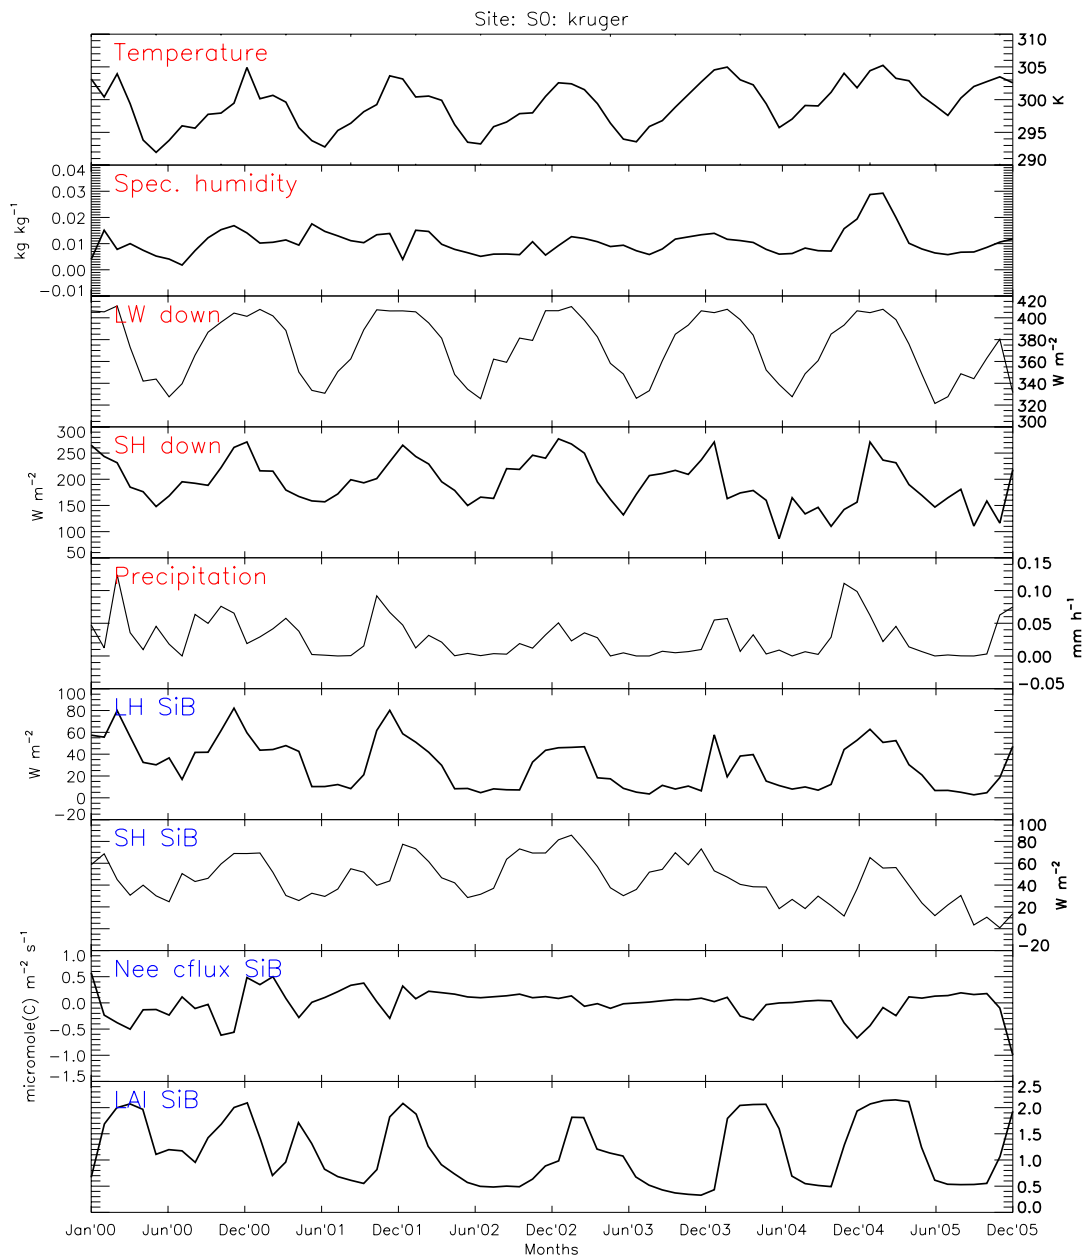 Site: S0: kruger
Temperature
310
305
300
295
290
K
Spec. humidity
0.04
0.03
0.02
0.01
0.00
-0.01
kg kg⁻¹
LW down
420
400
380
360
340
320
300
W m⁻²
SH down
300
250
200
150
100
50
W m⁻²
Precipitation
0.15
0.10
0.05
0.00
-0.05
mm h⁻¹
LH SiB
100
80
60
40
20
0
-20
W m⁻²
SH SiB
100
80
60
40
20
0
-20
W m⁻²
Nee cflux SiB
1.0
0.5
0.0
-0.5
-1.0
-1.5
micromole(C) m⁻² s⁻¹
LAI SiB
2.5
2.0
1.5
1.0
0.5
0.0
Jan'00 Jun'00 Dec'00 Jun'01 Dec'01 Jun'02 Dec'02 Jun'03 Dec'03 Jun'04 Dec'04 Jun'05 Dec'05
Months